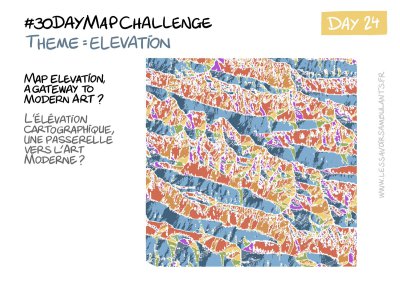 #30DAYMAPCHALLENGE
THEME = ELEVATION
DAY 24
MAP ELEVATION,
A GATEWAY TO
MODERN ART ?
L'ÉLÉVATION
CARTOGRAPHIQUE,
UNE PASSERELLE
VERS L'ART
MODERNE ?
WWW.LESSAVOIRSAMBULANTS.FR